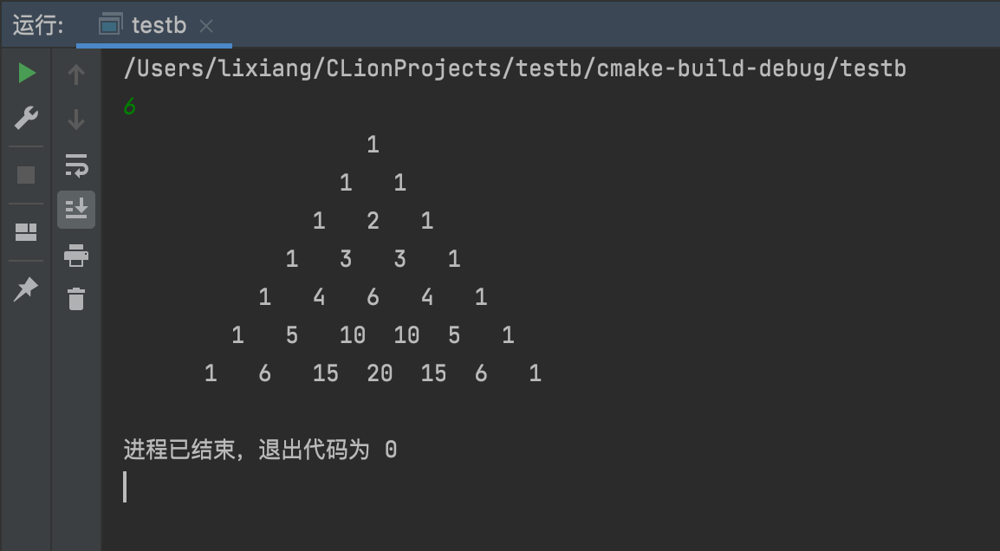 运行: testb
/Users/lixiang/CLionProjects/testb/cmake-build-debug/testb
6
1
1 1
1 2 1
1 3 3 1
1 4 6 4 1
1 5 10 10 5 1
1 6 15 20 15 6 1
进程已结束，退出代码为 0